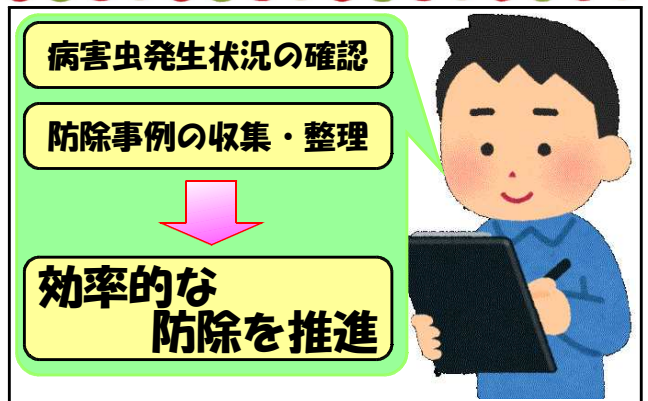 病害虫発生状況の確認
防除事例の収集・整理
効率的な
防除を推進